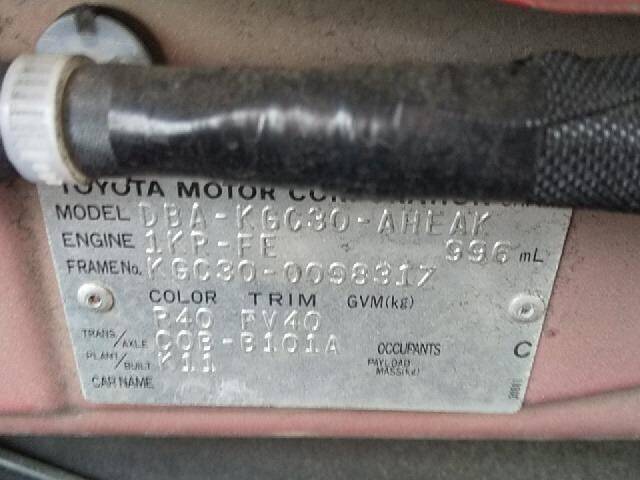 TOYOTA MOTOR CORPORATION
MODEL DBA-KGC30-AHEAK
ENGINE 1KR-FE 996 mL
FRAME No. KGC30-0098317
COLOR TRIM GVM(kg)
P40 FV40
TRANS/AXLE C0B-B101A OCCUPANTS C
PLANT/BUILT K11 PAYLOAD MASS(kg)
CAR NAME